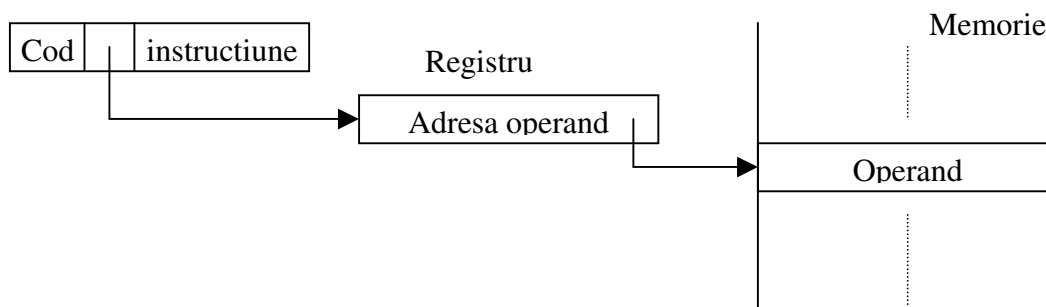 Memorie
Cod instructiune
Registru
Adresa operand
Operand